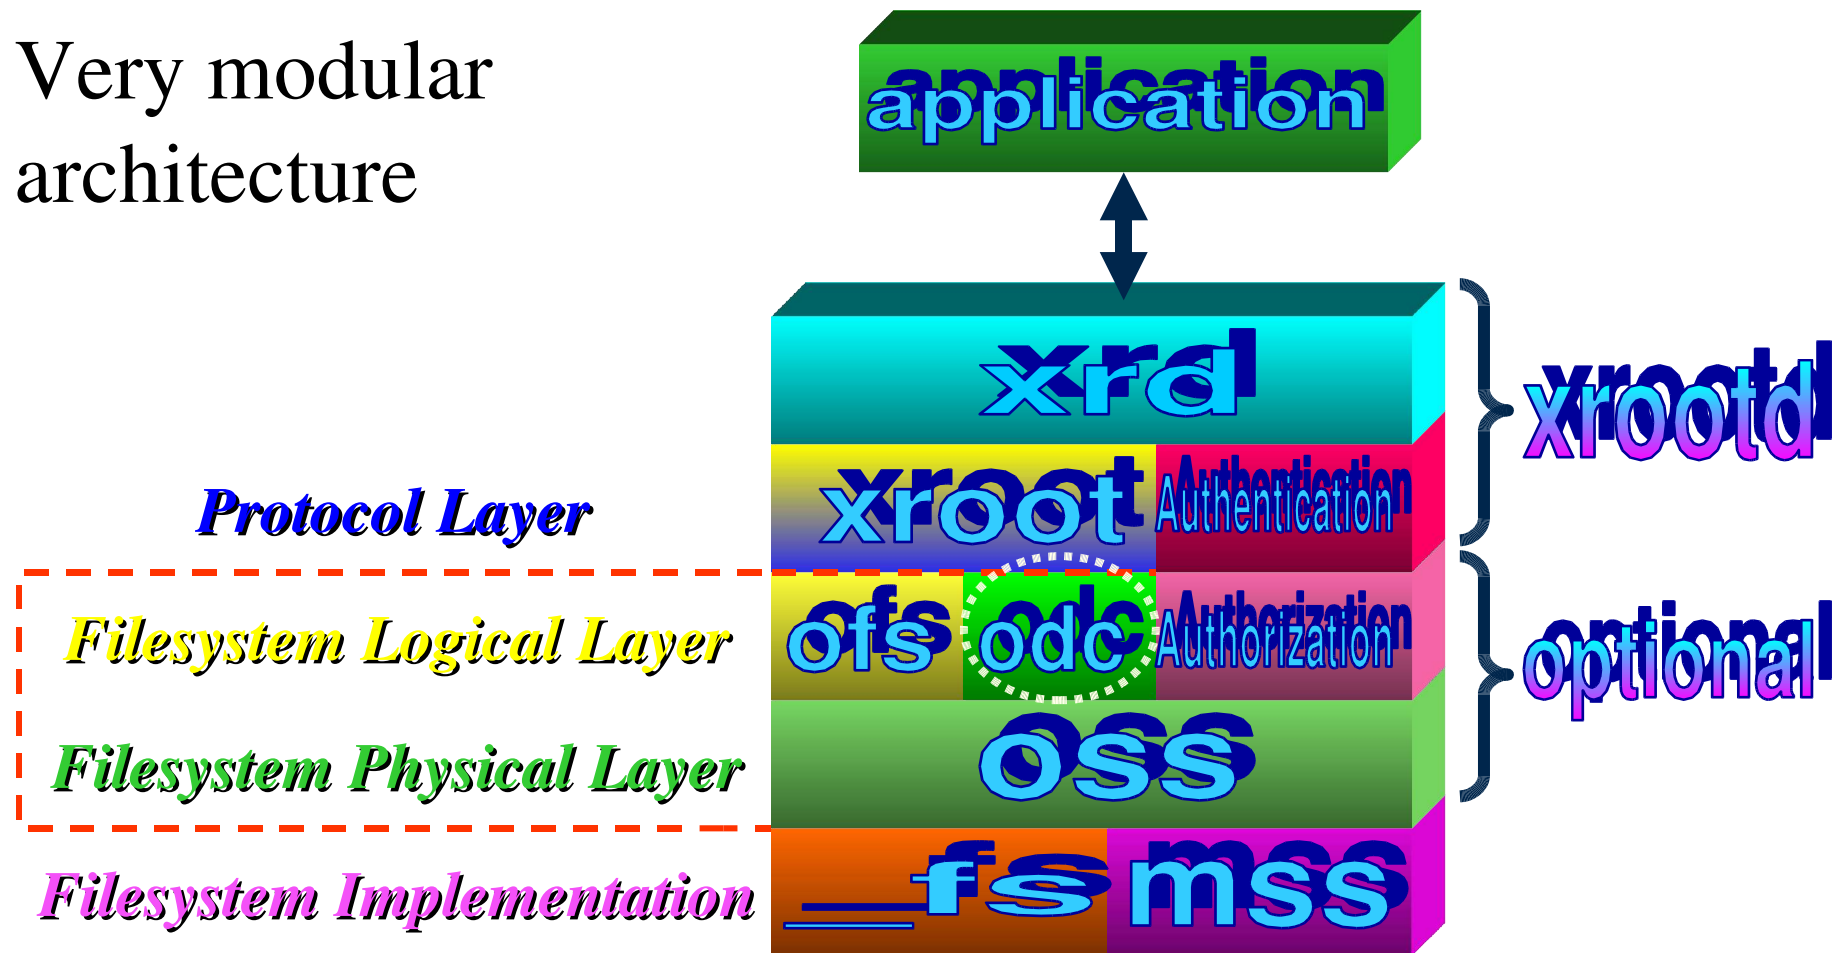 Very modular
architecture
application
xrd
xrootd
Protocol Layer
xroot
Authentication
Filesystem Logical Layer
ofs
odc
Authorization
optional
Filesystem Physical Layer
oss
Filesystem Implementation
__fs
mss